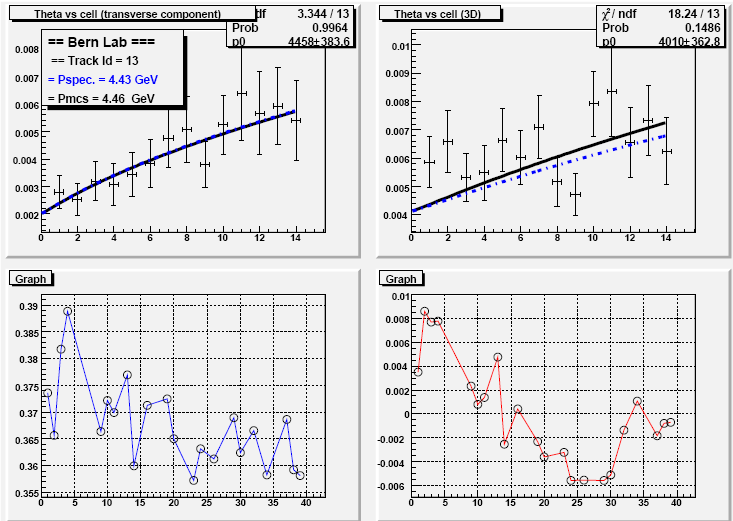 Theta vs cell (transverse component)
df 3.344 / 13
Prob 0.9964
p0 4458±383.6
== Bern Lab ===
== Track Id = 13
= Pspec. = 4.43 GeV
= Pmcs = 4.46 GeV
0.008
0.007
0.006
0.005
0.004
0.003
0.002
0 2 4 6 8 10 12 14
Theta vs cell (3D)
χ²/ ndf 18.24 / 13
Prob 0.1486
p0 4010±362.8
0.01
0.009
0.008
0.007
0.006
0.005
0.004
0 2 4 6 8 10 12 14
Graph
0.39
0.385
0.38
0.375
0.37
0.365
0.36
0.355
0 5 10 15 20 25 30 35 40
Graph
0.01
0.008
0.006
0.004
0.002
0
-0.002
-0.004
-0.006
0 5 10 15 20 25 30 35 40